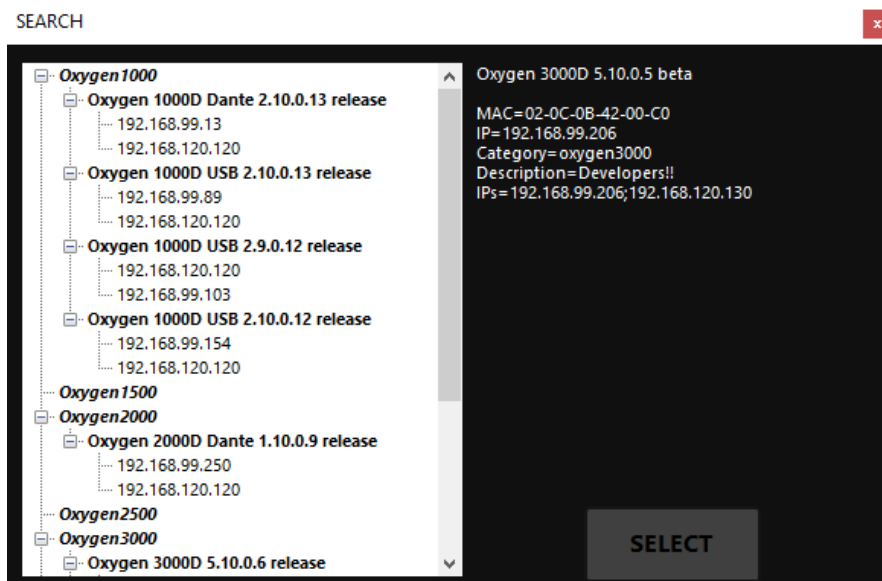 SEARCH
x
Oxygen1000
Oxygen 1000D Dante 2.10.0.13 release
192.168.99.13
192.168.120.120
Oxygen 1000D USB 2.10.0.13 release
192.168.99.89
192.168.120.120
Oxygen 1000D USB 2.9.0.12 release
192.168.120.120
192.168.99.103
Oxygen 1000D USB 2.10.0.12 release
192.168.99.154
192.168.120.120
Oxygen1500
Oxygen2000
Oxygen 2000D Dante 1.10.0.9 release
192.168.99.250
192.168.120.120
Oxygen2500
Oxygen3000
Oxygen 3000D 5.10.0.6 release
Oxygen 3000D 5.10.0.5 beta
MAC=02-0C-0B-42-00-C0
IP=192.168.99.206
Category=oxygen3000
Description=Developers!!
IPs=192.168.99.206;192.168.120.130
SELECT